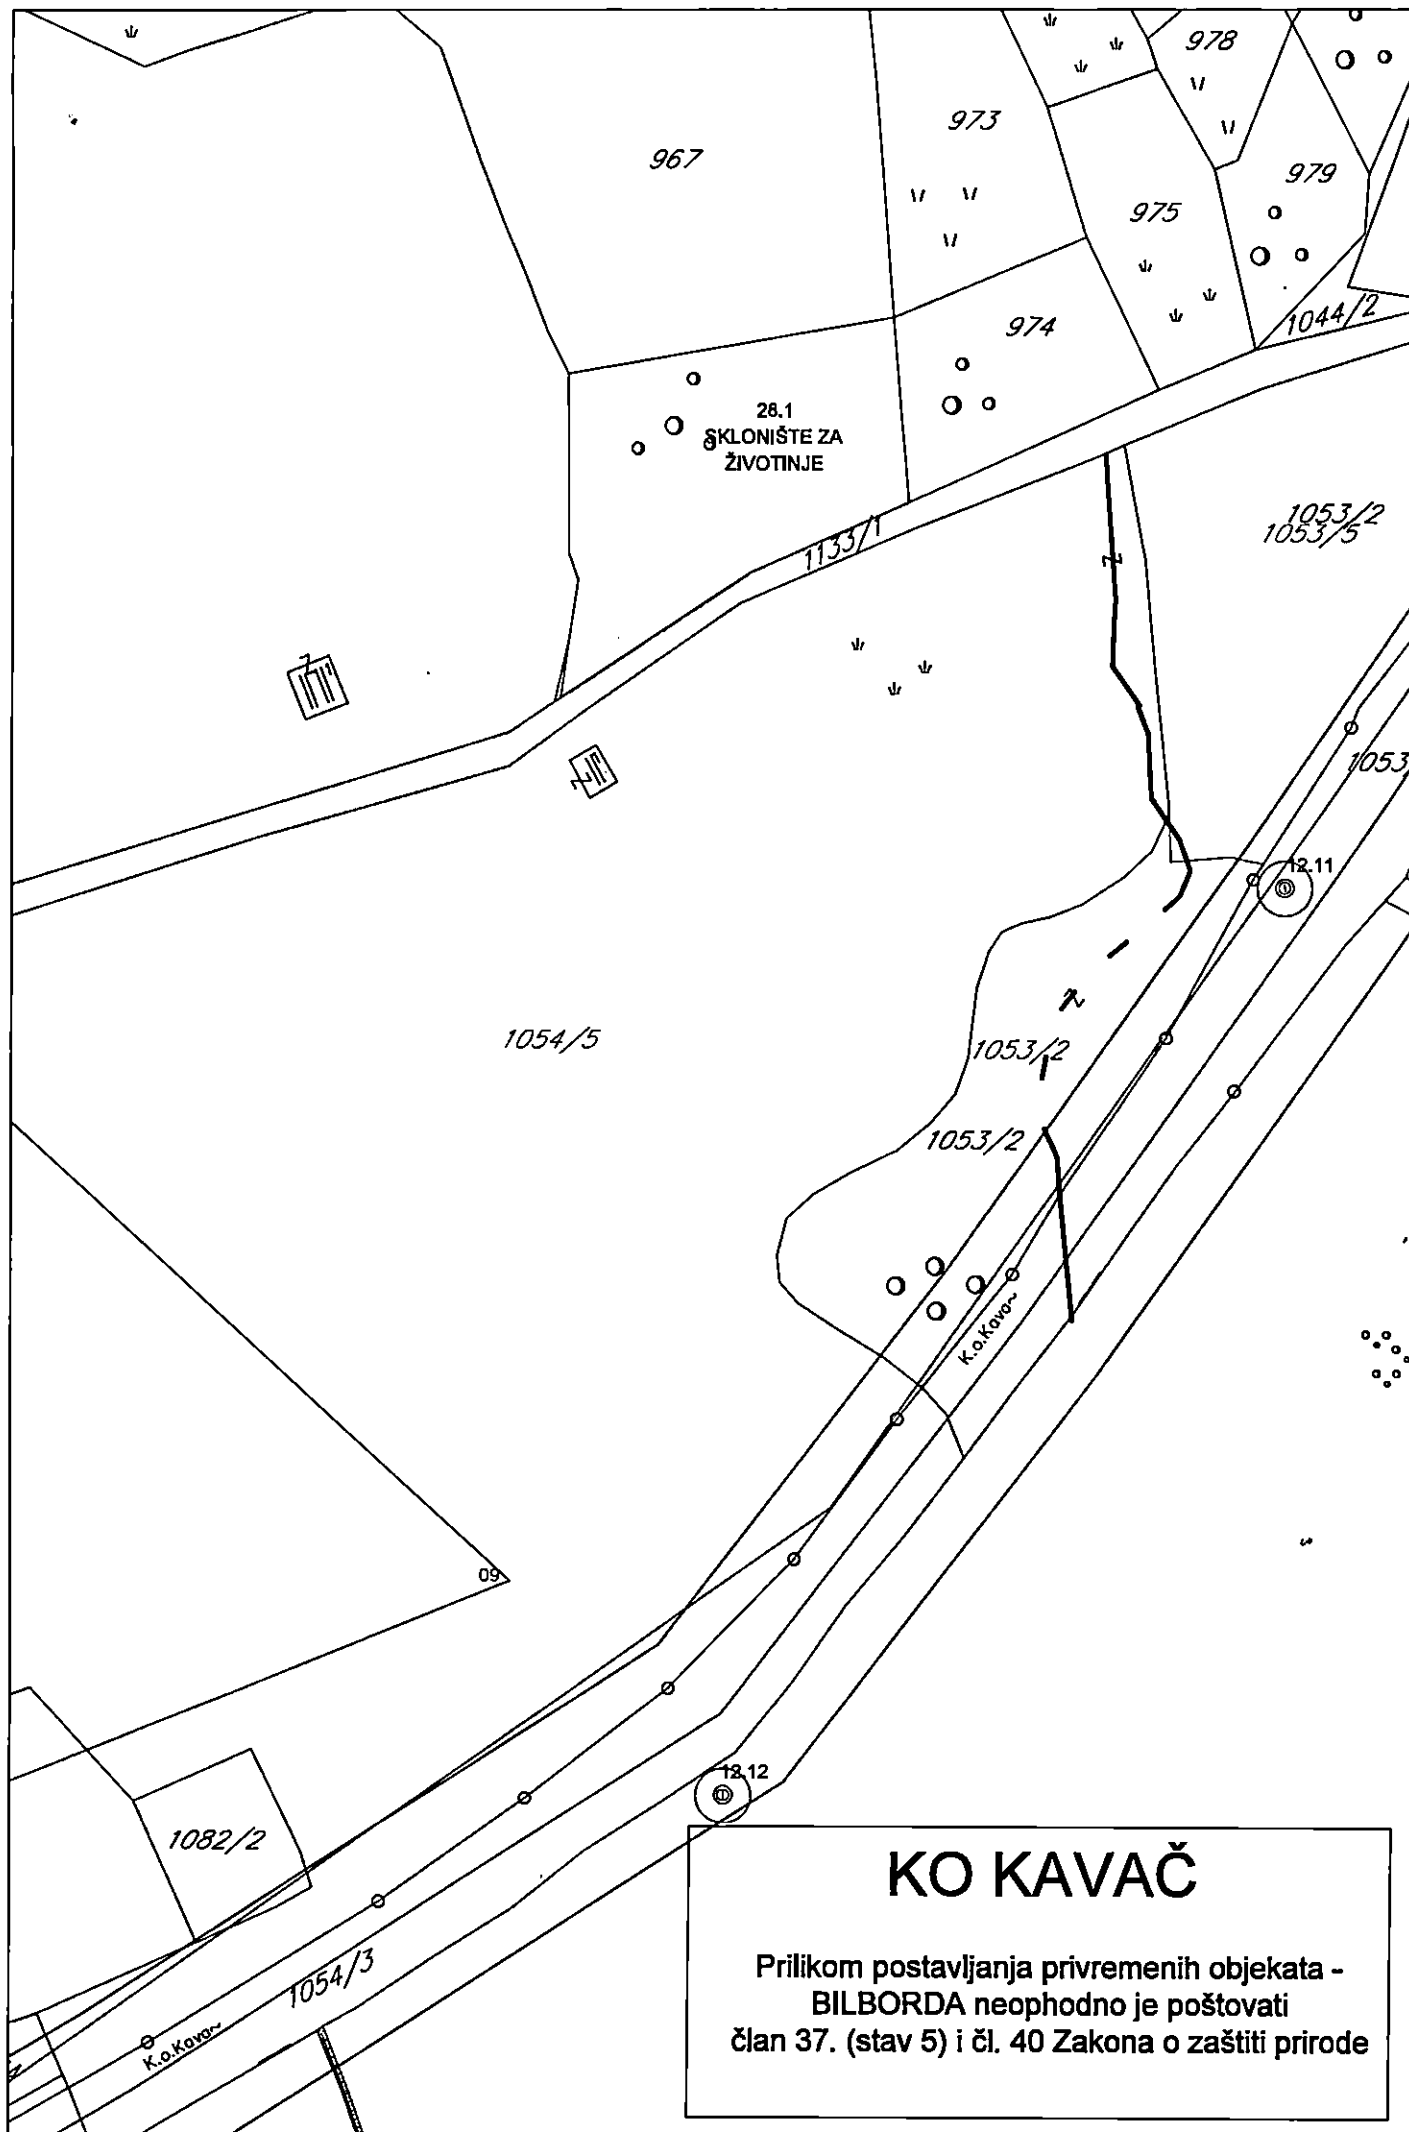 978
973
967
979
975
1044/2
974
28.1
SKLONIŠTE ZA
ŽIVOTINJE
1053/2
1053/5
1133/1
1053/
12.11
1054/5
1053/2
1053/2
K.o.Kava~
09
12.12
1082/2
1054/3
K.o.Kava~
KO KAVAČ
Prilikom postavljanja privremenih objekata -
BILBORDA neophodno je poštovati
član 37. (stav 5) i čl. 40 Zakona o zaštiti prirode